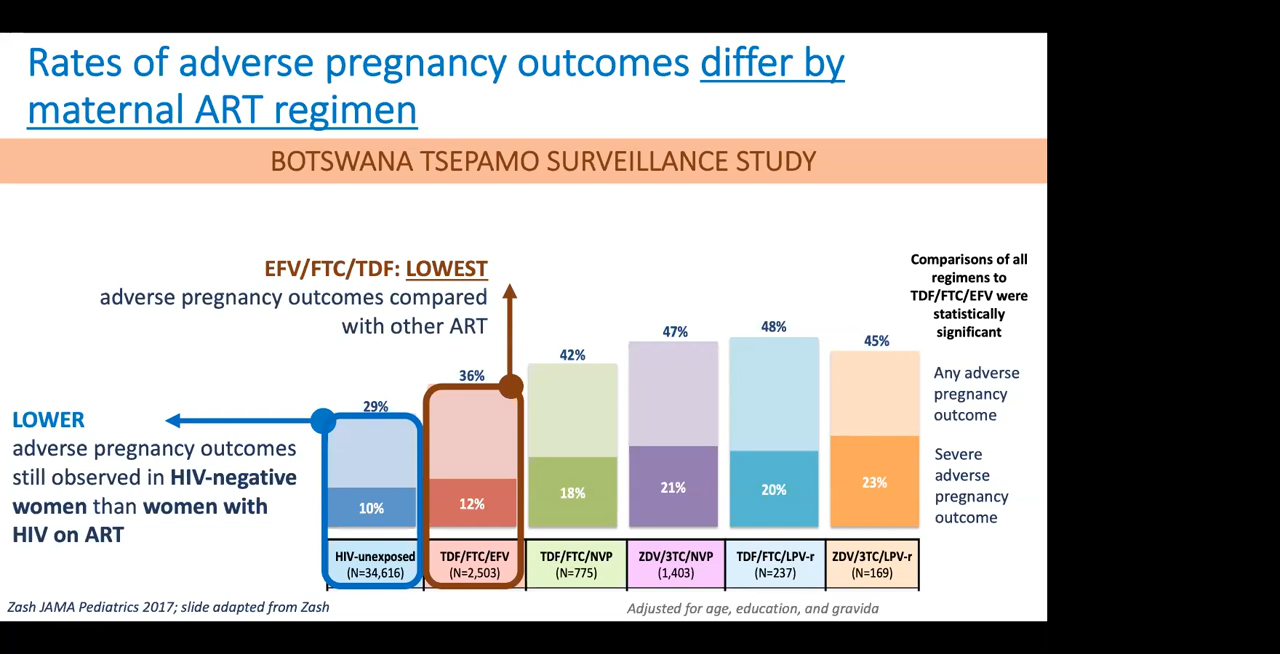 Rates of adverse pregnancy outcomes differ by
maternal ART regimen
BOTSWANA TSEPAMO SURVEILLANCE STUDY
EFV/FTC/TDF: LOWEST
adverse pregnancy outcomes compared
with other ART
Comparisons of all
regimens to
TDF/FTC/EFV were
statistically
significant
LOWER
adverse pregnancy outcomes
still observed in HIV-negative
women than women with
HIV on ART
29%
36%
42%
47%
48%
45%
Any adverse
pregnancy
outcome
10%
12%
18%
21%
20%
23%
Severe
adverse
pregnancy
outcome
HIV-unexposed
(N=34,616)
TDF/FTC/EFV
(N=2,503)
TDF/FTC/NVP
(N=775)
ZDV/3TC/NVP
(1,403)
TDF/FTC/LPV-r
(N=237)
ZDV/3TC/LPV-r
(N=169)
Zash JAMA Pediatrics 2017; slide adapted from Zash
Adjusted for age, education, and gravida